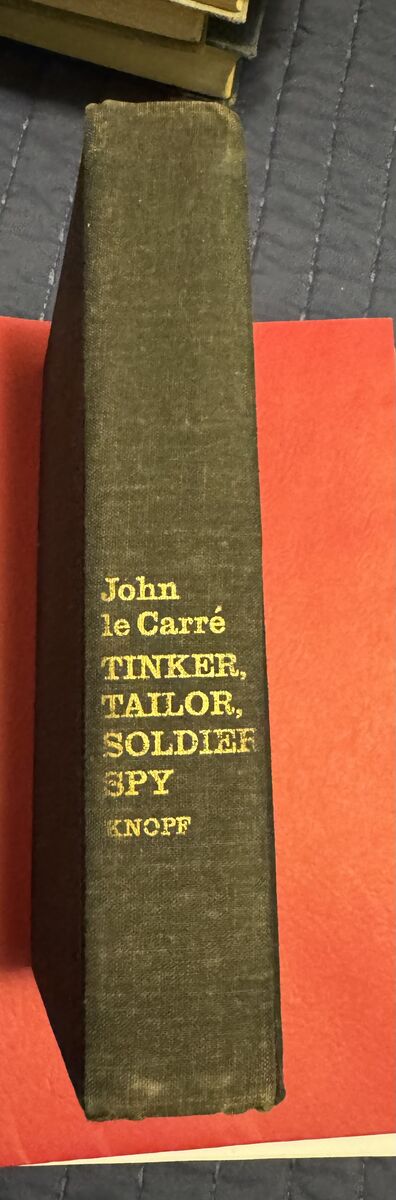 John
le Carré
TINKER,
TAILOR,
SOLDIER
SPY
KNOPF